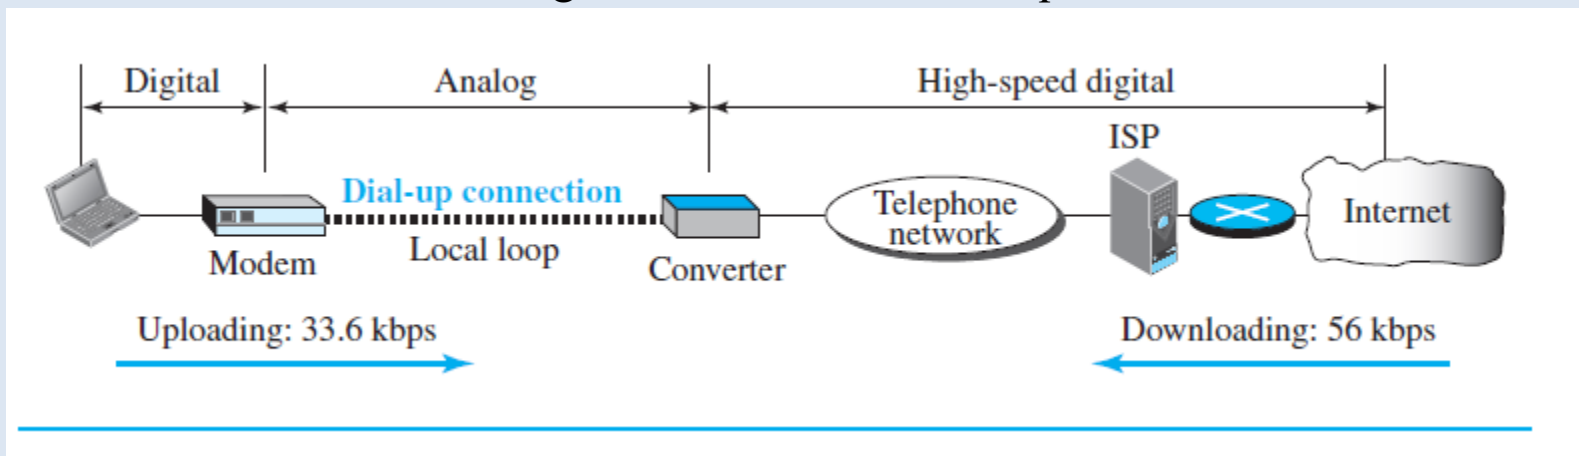 Digital
Analog
High-speed digital
ISP
Dial-up connection
Telephone
network
Internet
Local loop
Modem
Converter
Uploading: 33.6 kbps
Downloading: 56 kbps